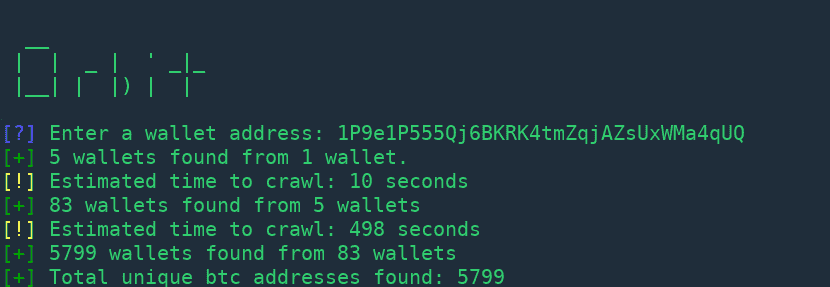 Orbit
[?] Enter a wallet address: 1P9e1P555Qj6BKRK4tmZqjAZsUxWMa4qUQ
[+] 5 wallets found from 1 wallet.
[!] Estimated time to crawl: 10 seconds
[+] 83 wallets found from 5 wallets
[!] Estimated time to crawl: 498 seconds
[+] 5799 wallets found from 83 wallets
[+] Total unique btc addresses found: 5799